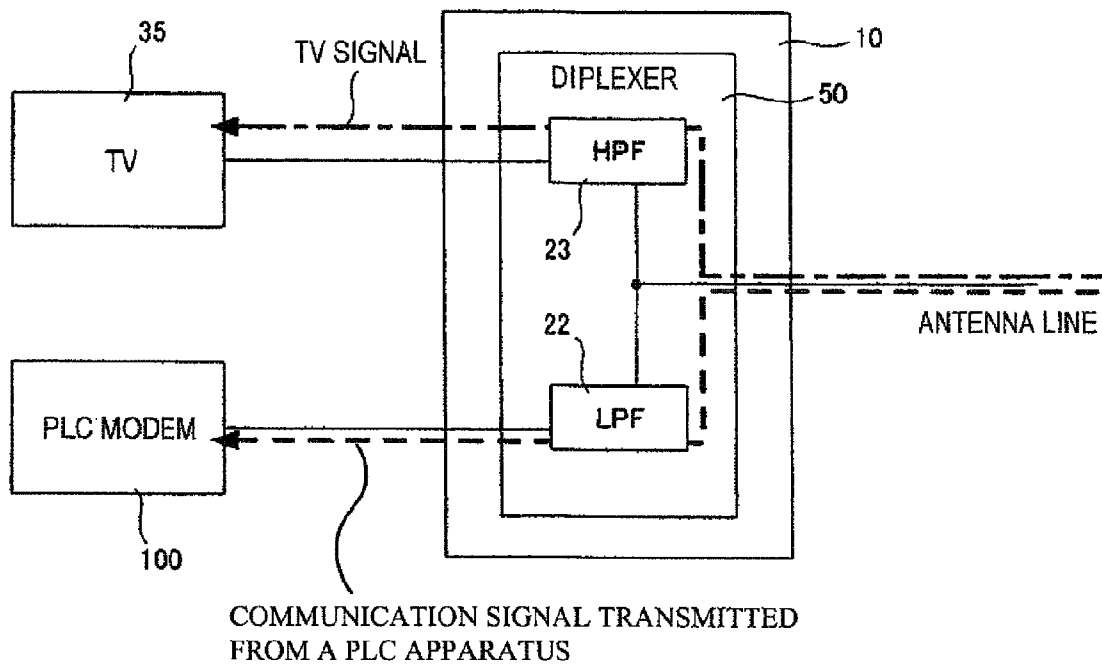 35
TV SIGNAL
10
DIPLEXER
50
TV
HPF
23
ANTENNA LINE
22
PLC MODEM
LPF
100
COMMUNICATION SIGNAL TRANSMITTED
FROM A PLC APPARATUS